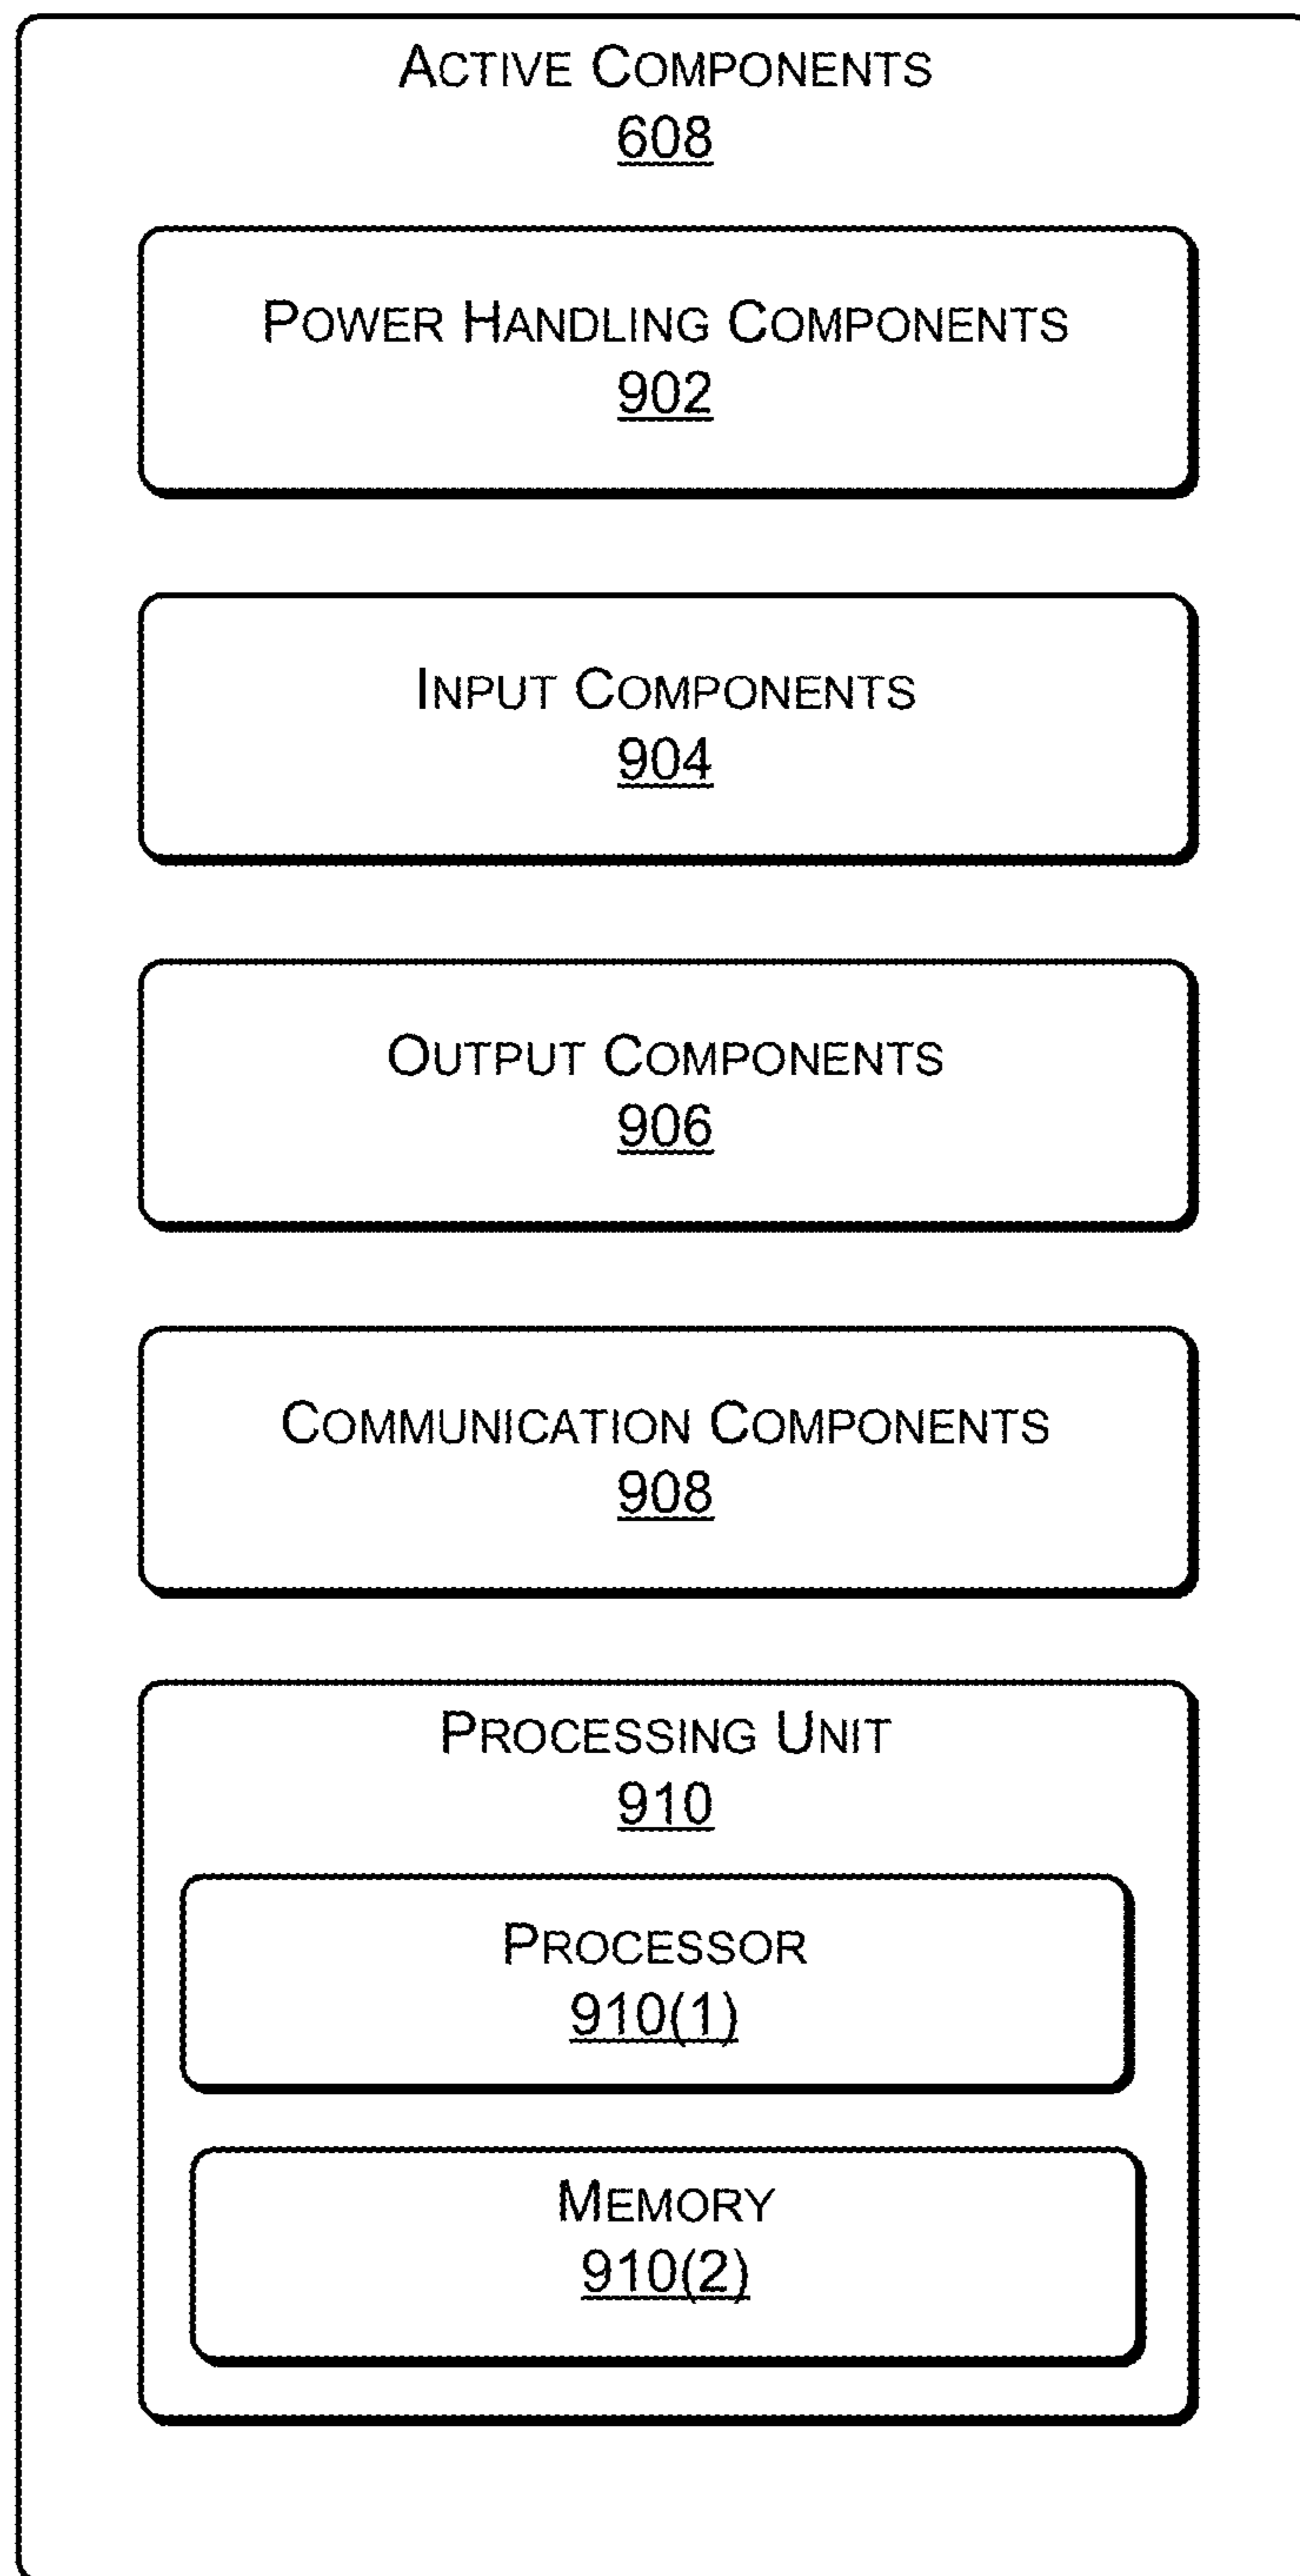 ACTIVE COMPONENTS
608
POWER HANDLING COMPONENTS
902
INPUT COMPONENTS
904
OUTPUT COMPONENTS
906
COMMUNICATION COMPONENTS
908
PROCESSING UNIT
910
PROCESSOR
910(1)
MEMORY
910(2)